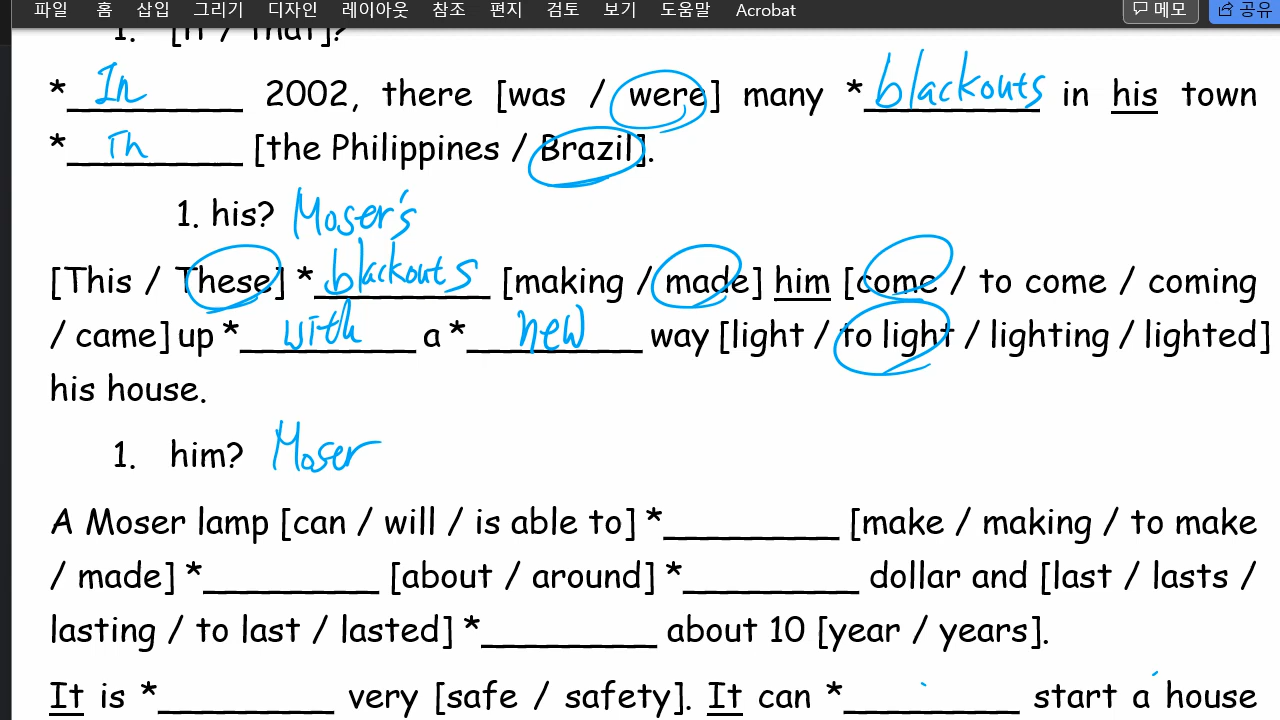 파일 홈 삽입 그리기 디자인 레이아웃 참조 편지 검토 보기 도움말 Acrobat 메모 공유
1. [It / That]?
* In 2002, there [was / were] many * blackouts in his town
* In [the Philippines / Brazil].
1. his? Moser's
[This / These] * blackouts [making / made] him [come / to come / coming
/ came] up * with a * new way [light / to light / lighting / lighted]
his house.
1. him? Moser
A Moser lamp [can / will / is able to] *________ [make / making / to make
/ made] *________ [about / around] *________ dollar and [last / lasts /
lasting / to last / lasted] *________ about 10 [year / years].
It is *________ very [safe / safety]. It can *________ start a house